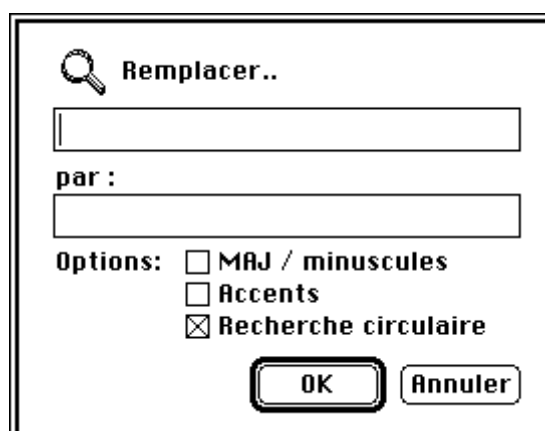 Remplacer..
par :
Options: MAJ / minuscules
Accents
Recherche circulaire
OK Annuler